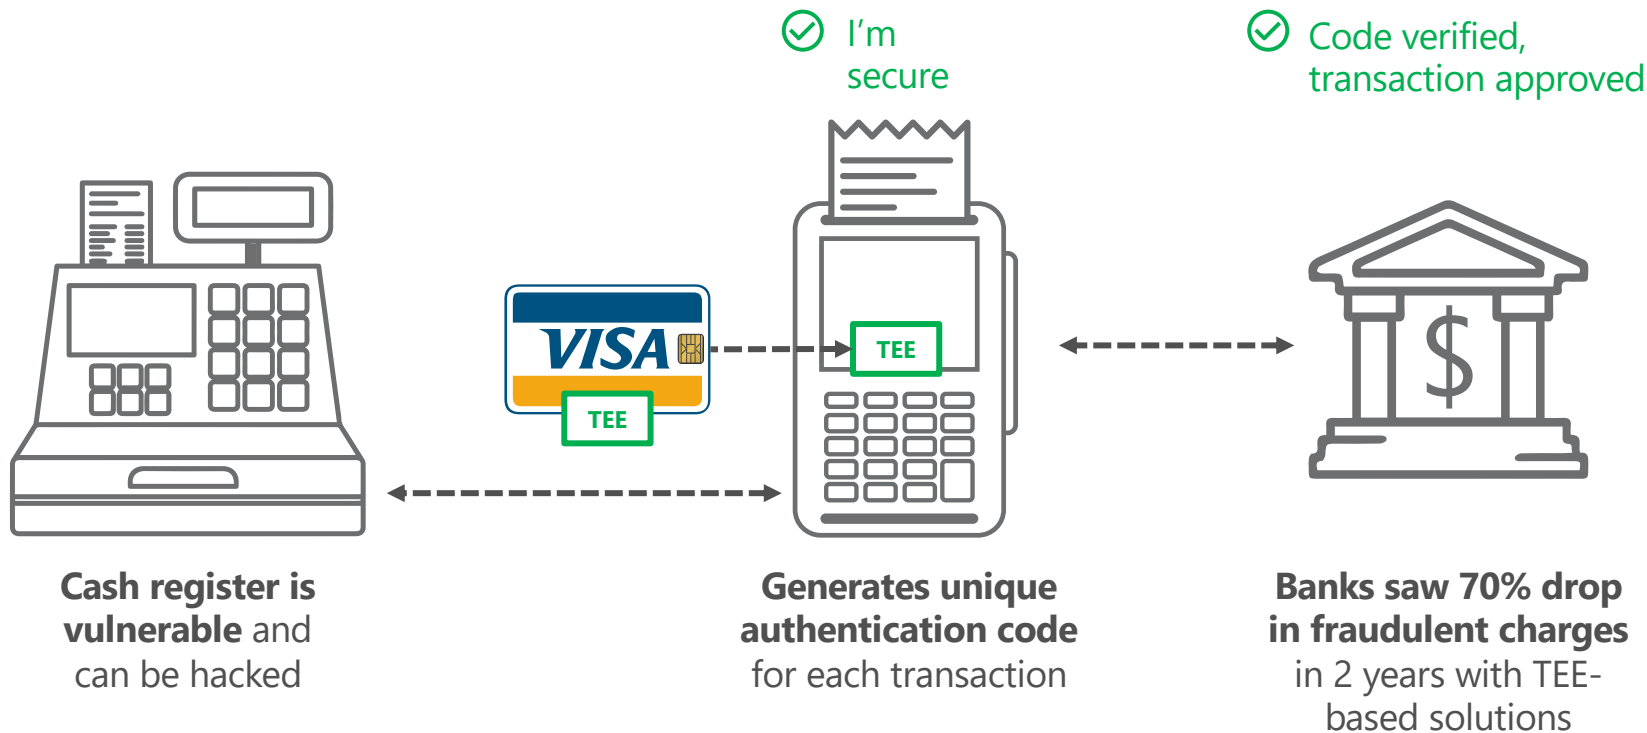 I'm
secure
Code verified,
transaction approved
VISA
TEE
TEE
$
Cash register is
vulnerable and
can be hacked
Generates unique
authentication code
for each transaction
Banks saw 70% drop
in fraudulent charges
in 2 years with TEE-
based solutions